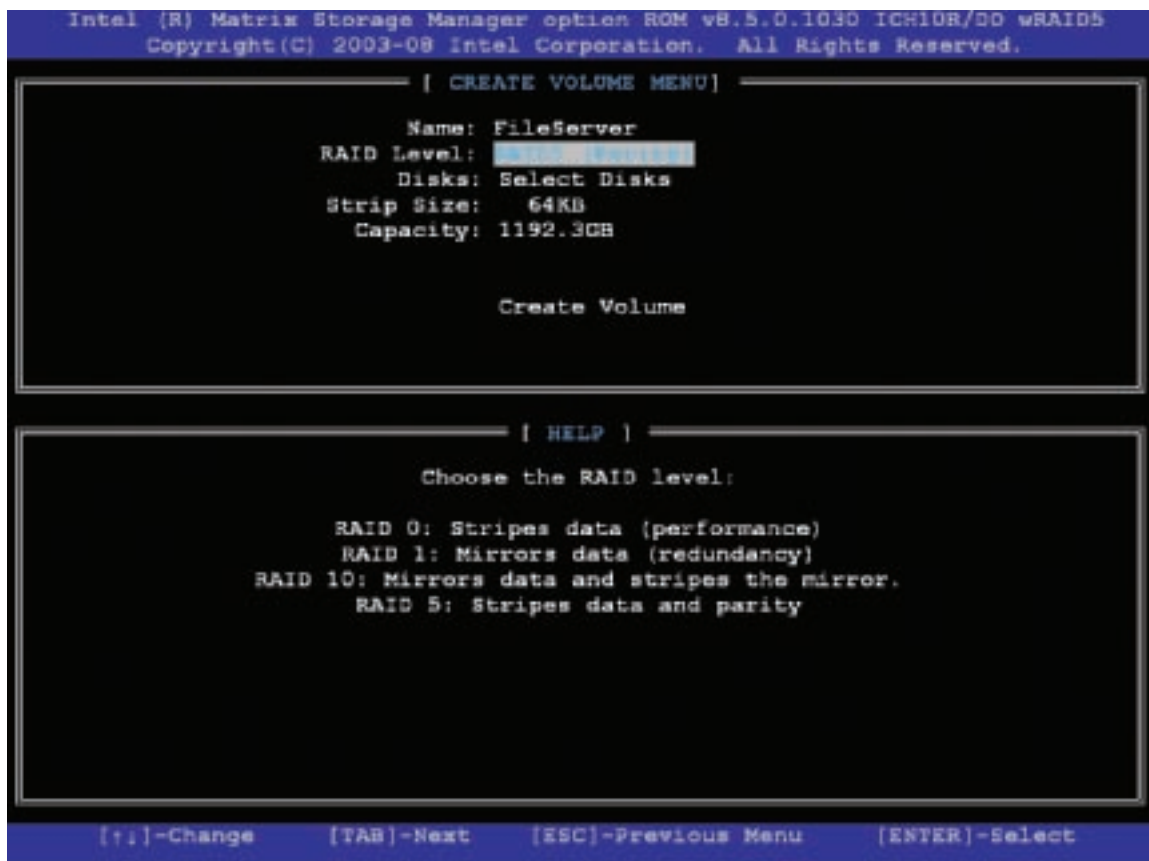 Intel (R) Matrix Storage Manager option ROM v8.5.0.1030 ICH10R/DO wRAID5
Copyright(C) 2003-08 Intel Corporation. All Rights Reserved.
[ CREATE VOLUME MENU]
Name: FileServer
RAID Level: RAID5 (Parity)
Disks: Select Disks
Strip Size: 64KB
Capacity: 1192.3GB
Create Volume
[ HELP ]
Choose the RAID level:
RAID 0: Stripes data (performance)
RAID 1: Mirrors data (redundancy)
RAID 10: Mirrors data and stripes the mirror.
RAID 5: Stripes data and parity
[↑↓]-Change [TAB]-Next [ESC]-Previous Menu [ENTER]-Select